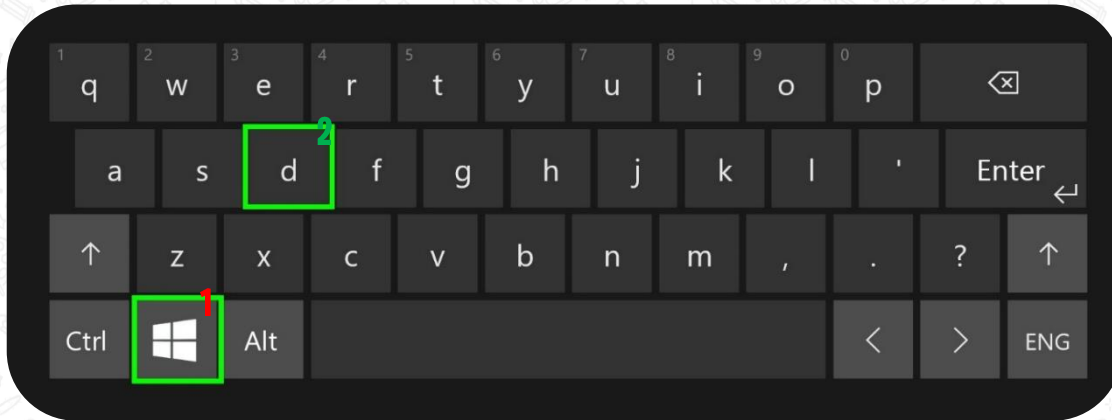 1 q 2 w 3 e 4 r 5 t 6 y 7 u 8 i 9 o 0 p
a s d 2 f g h j k l ' Enter
z x c v b n m , . ?
Ctrl 1 Alt < > ENG